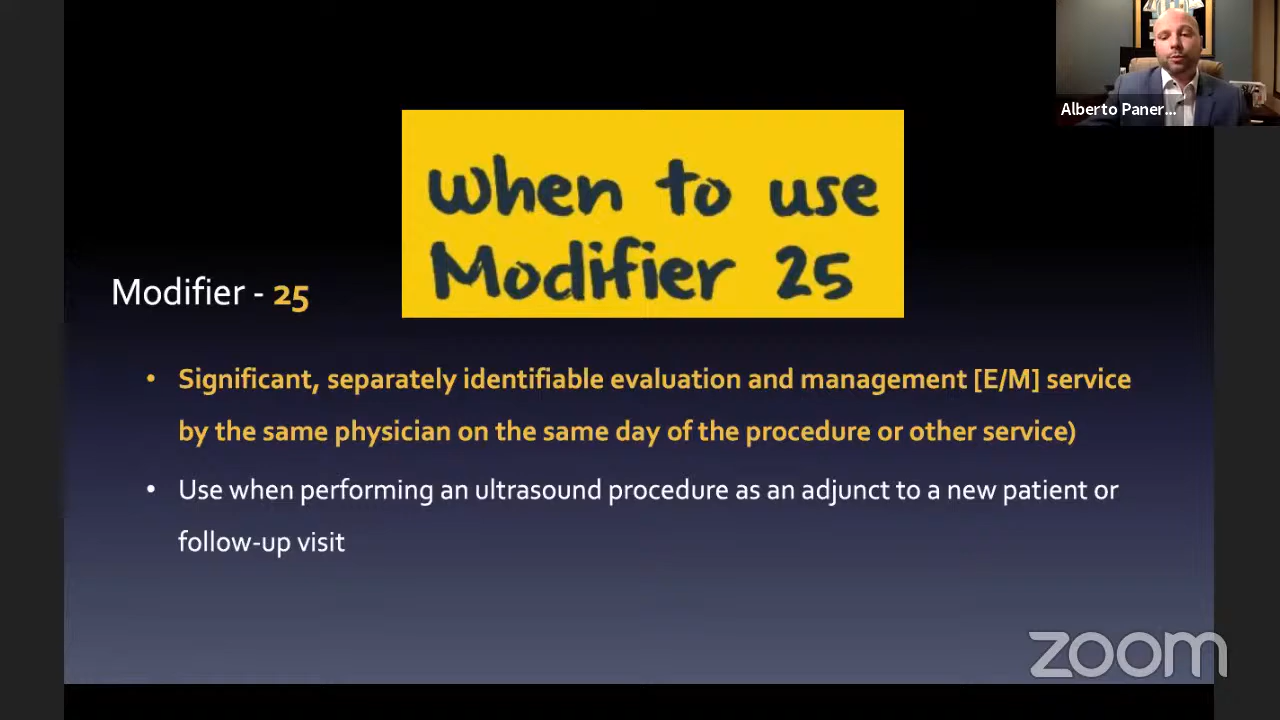 Alberto Paner...
when to use
Modifier 25
Modifier - 25
• Significant, separately identifiable evaluation and management [E/M] service
by the same physician on the same day of the procedure or other service)
• Use when performing an ultrasound procedure as an adjunct to a new patient or
follow-up visit
zoom